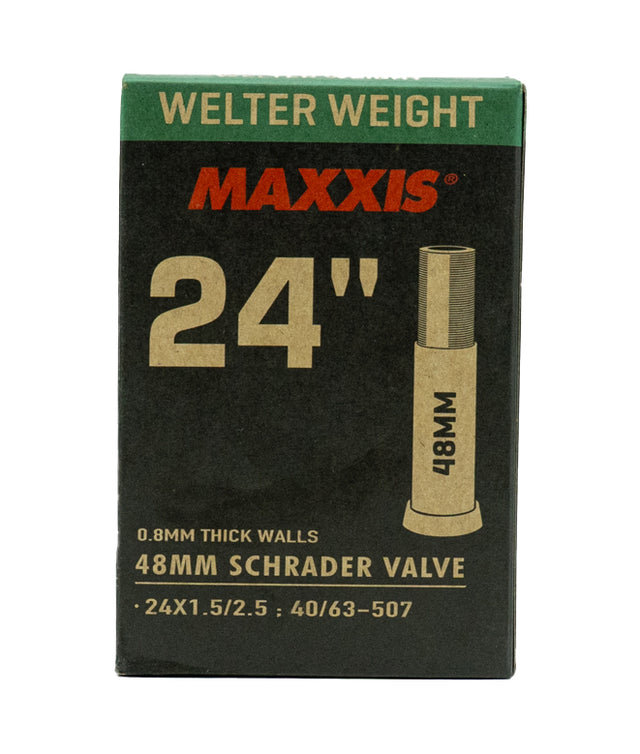 WELTER WEIGHT
MAXXIS®
24"
48MM
0.8MM THICK WALLS
48MM SCHRADER VALVE
· 24X1.5/2.5 ; 40/63-507